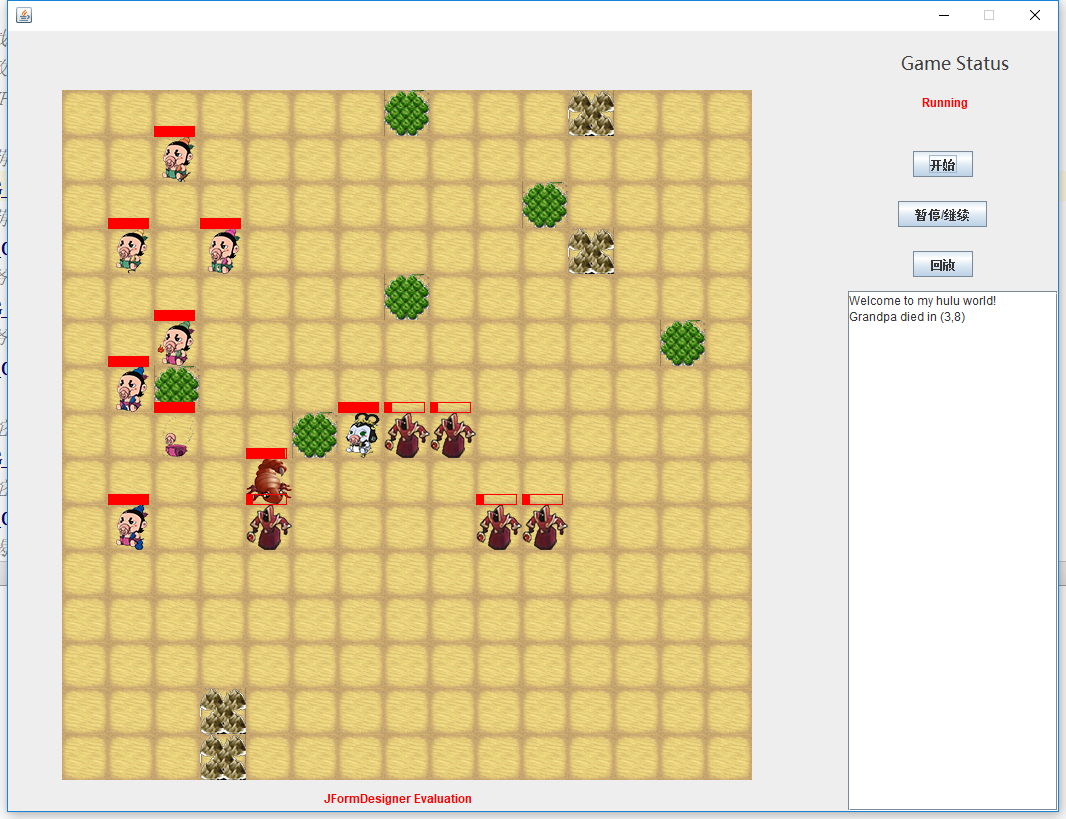 Game Status
Running
开始
暂停/继续
回放
Welcome to my hulu world!
Grandpa died in (3,8)
JFormDesigner Evaluation